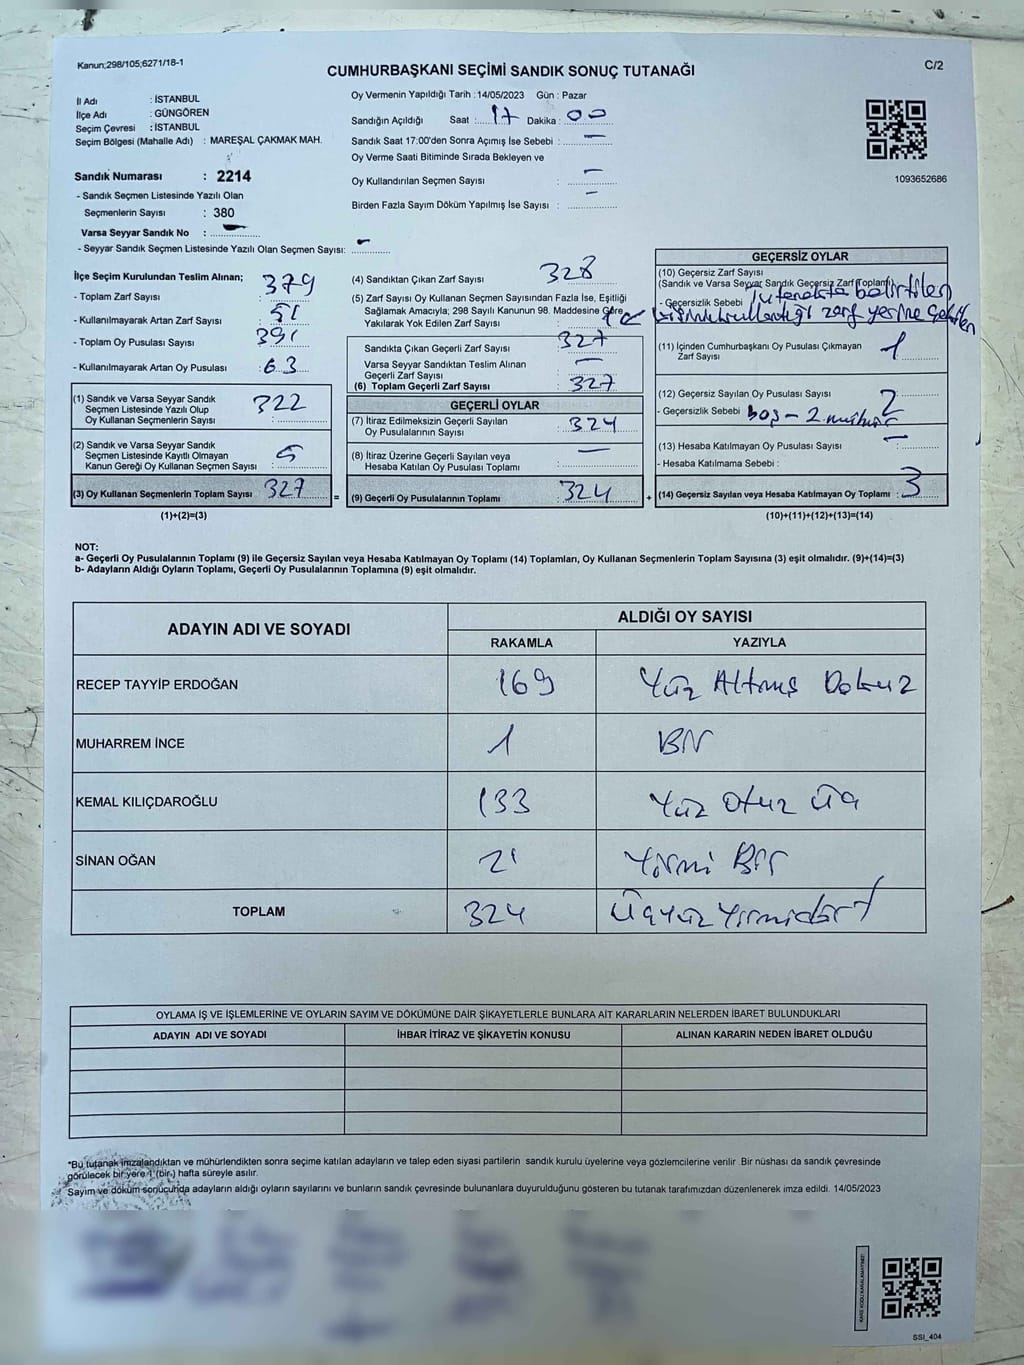 Kanun;298/105;6271/18-1
C/2
CUMHURBAŞKANI SEÇİMİ SANDIK SONUÇ TUTANAĞI
İl Adı : İSTANBUL
İlçe Adı : GÜNGÖREN
Seçim Çevresi : İSTANBUL
Seçim Bölgesi (Mahalle Adı) : MAREŞAL ÇAKMAK MAH.
Sandık Numarası : 2214
- Sandık Seçmen Listesinde Yazılı Olan
Seçmenlerin Sayısı : 380
Varsa Seyyar Sandık No : -
- Seyyar Sandık Seçmen Listesinde Yazılı Olan Seçmen Sayısı: -
Oy Vermenin Yapıldığı Tarih : 14/05/2023 Gün : Pazar
Sandığın Açıldığı Saat : 17 Dakika : 00
Sandık Saat 17:00'den Sonra Açımış İse Sebebi : -
Oy Verme Saati Bitiminde Sırada Bekleyen ve
Oy Kullandırılan Seçmen Sayısı : -
Birden Fazla Sayım Döküm Yapılmış İse Sayısı : -
1093652686
İlçe Seçim Kurulundan Teslim Alınan;
- Toplam Zarf Sayısı : 379
- Kullanılmayarak Artan Zarf Sayısı : 51
- Toplam Oy Pusulası Sayısı : 391
- Kullanılmayarak Artan Oy Pusulası : 63
(1) Sandık ve Varsa Seyyar Sandık
Seçmen Listesinde Yazılı Olup
Oy Kullanan Seçmenlerin Sayısı : 322
(2) Sandık ve Varsa Seyyar Sandık
Seçmen Listesinde Kayıtlı Olmayan
Kanun Gereği Oy Kullanan Seçmen Sayısı : 5
(3) Oy Kullanan Seçmenlerin Toplam Sayısı : 327
(1)+(2)=(3)
(4) Sandıktan Çıkan Zarf Sayısı : 328
(5) Zarf Sayısı Oy Kullanan Seçmen Sayısından Fazla İse, Eşitliği
Sağlamak Amacıyla; 298 Sayılı Kanunun 98. Maddesine Göre
Yakılarak Yok Edilen Zarf Sayısı : 1
Sandıkta Çıkan Geçerli Zarf Sayısı : 327
Varsa Seyyar Sandıktan Teslim Alınan
Geçerli Zarf Sayısı : -
(6) Toplam Geçerli Zarf Sayısı : 327
GEÇERLİ OYLAR
(7) İtiraz Edilmeksizin Geçerli Sayılan
Oy Pusulalarının Sayısı : 324
(8) İtiraz Üzerine Geçerli Sayılan veya
Hesaba Katılan Oy Pusulası Toplamı : -
(9) Geçerli Oy Pusulalarının Toplamı : 324
=
+
GEÇERSİZ OYLAR
(10) Geçersiz Zarf Sayısı
(Sandık ve Varsa Seyyar Sandık Geçersiz Zarf Toplamı)
- Geçersizlik Sebebi : Tutanakta belirtilen
zarf yerine
(11) İçinden Cumhurbaşkanı Oy Pusulası Çıkmayan
Zarf Sayısı : 1
(12) Geçersiz Sayılan Oy Pusulası Sayısı : 2
- Geçersizlik Sebebi : boş - 2 mühür
(13) Hesaba Katılmayan Oy Pusulası Sayısı : -
- Hesaba Katılmama Sebebi :
(14) Geçersiz Sayılan veya Hesaba Katılmayan Oy Toplamı : 3
(10)+(11)+(12)+(13)=(14)
NOT:
a- Geçerli Oy Pusulalarının Toplamı (9) ile Geçersiz Sayılan veya Hesaba Katılmayan Oy Toplamı (14) Toplamları, Oy Kullanan Seçmenlerin Toplam Sayısına (3) eşit olmalıdır. (9)+(14)=(3)
b- Adayların Aldığı Oyların Toplamı, Geçerli Oy Pusulalarının Toplamına (9) eşit olmalıdır.
ADAYIN ADI VE SOYADI
ALDIĞI OY SAYISI
RAKAMLA YAZIYLA
RECEP TAYYİP ERDOĞAN 169 Yüz Altmış Dokuz
MUHARREM İNCE 1 BİR
KEMAL KILIÇDAROĞLU 133 Yüz Otuz Üç
SİNAN OĞAN 21 Yirmi Bir
TOPLAM 324 Üçyüz Yirmidört
OYLAMA İŞ VE İŞLEMLERİNE VE OYLARIN SAYIM VE DÖKÜMÜNE DAİR ŞİKAYETLERLE BUNLARA AİT KARARLARIN NELERDEN İBARET BULUNDUKLARI
ADAYIN ADI VE SOYADI İHBAR İTİRAZ VE ŞİKAYETİN KONUSU ALINAN KARARIN NEDEN İBARET OLDUĞU
*Bu tutanak imzalandıktan ve mühürlendikten sonra seçime katılan adayların ve talep eden siyasi partilerin sandık kurulu üyelerine veya gözlemcilerine verilir. Bir nüshası da sandık çevresinde
görülecek bir yere 1 (bir) hafta süreyle asılır.
Sayım ve döküm sonucunda adayların aldığı oyların sayılarını ve bunların sandık çevresinde bulunanlara duyurulduğunu gösteren bu tutanak tarafımızdan düzenlenerek imza edildi. 14/05/2023
KARE KODU KARALAMAYINIZ!
SSI_404